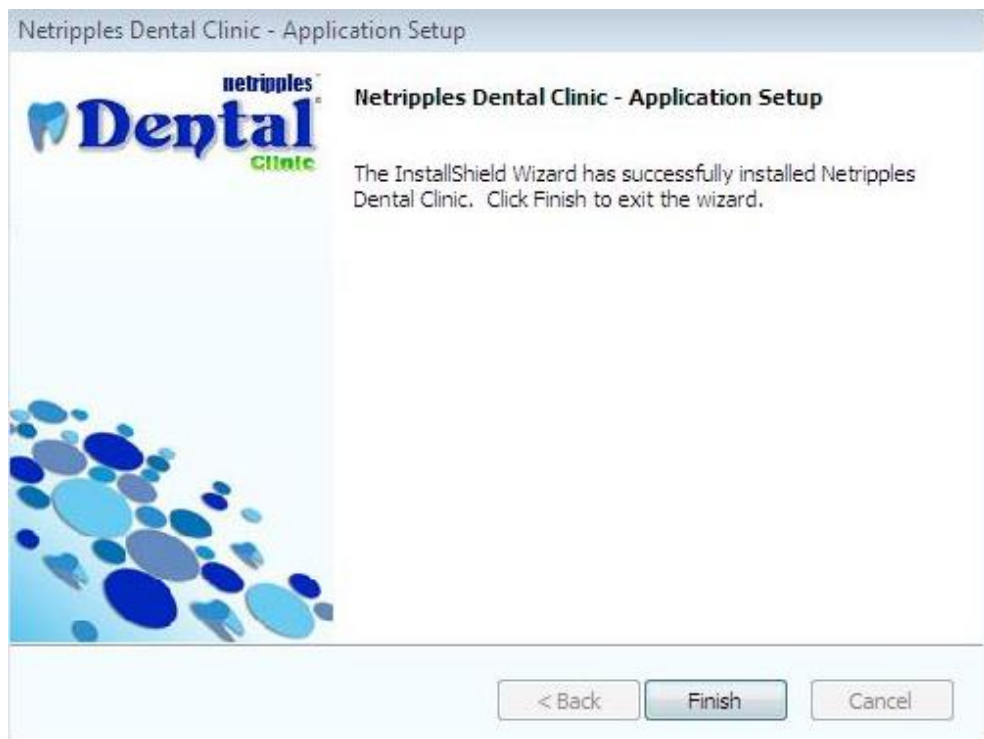 Netripples Dental Clinic - Application Setup
netripples
Dental
Clinic
Netripples Dental Clinic - Application Setup
The InstallShield Wizard has successfully installed Netripples
Dental Clinic. Click Finish to exit the wizard.
< Back
Finish
Cancel